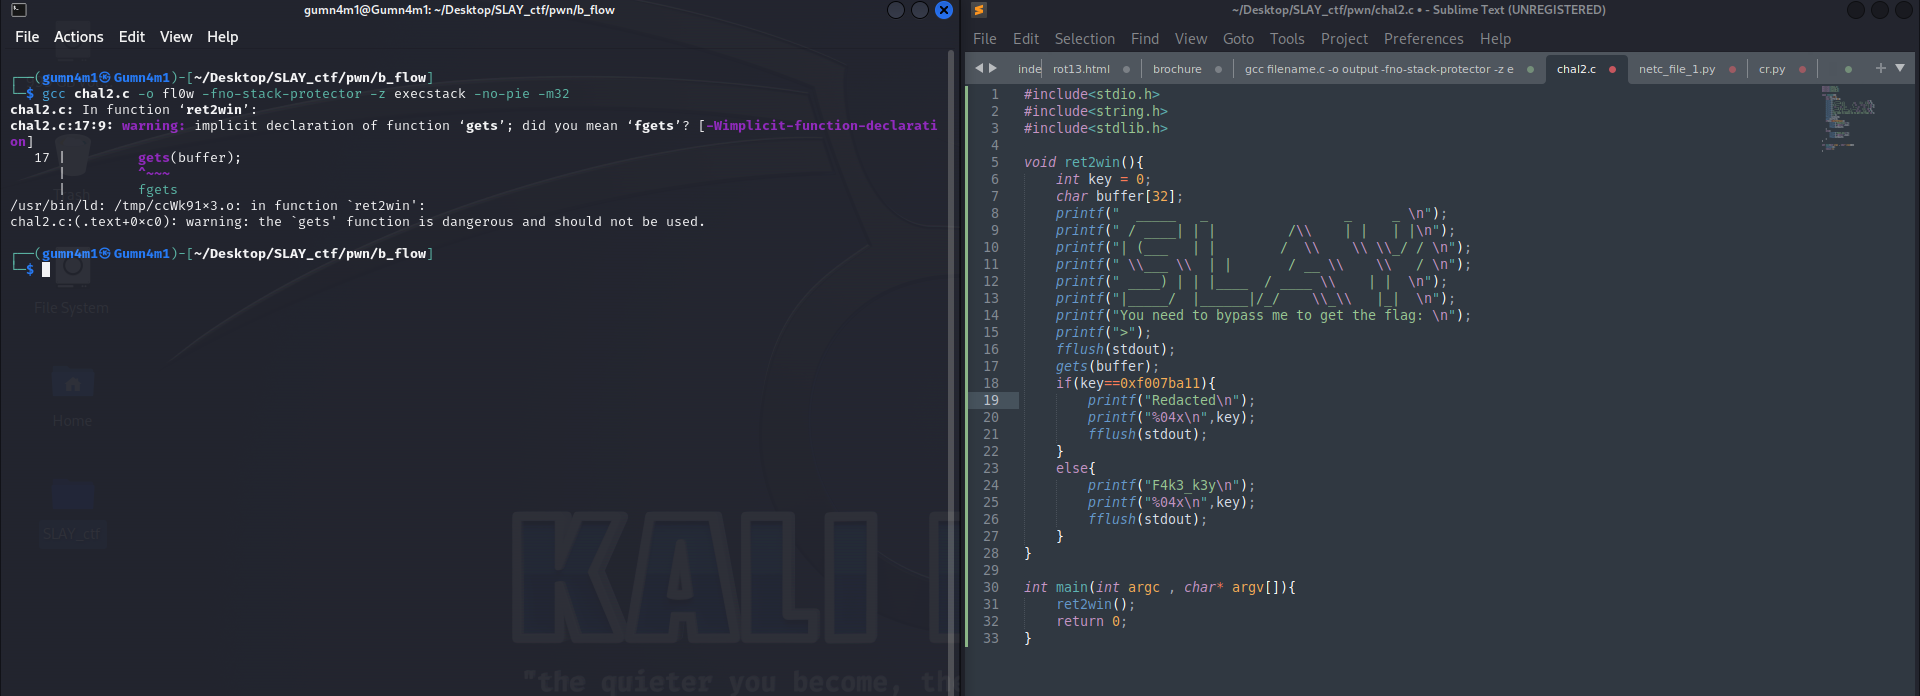 gumn4m1@Gumn4m1: ~/Desktop/SLAY_ctf/pwn/b_flow
File Actions Edit View Help
┌──(gumn4m1㉿Gumn4m1)-[~/Desktop/SLAY_ctf/pwn/b_flow]
└─$ gcc chal2.c -o fl0w -fno-stack-protector -z execstack -no-pie -m32
chal2.c: In function ‘ret2win’:
chal2.c:17:9: warning: implicit declaration of function ‘gets’; did you mean ‘fgets’? [-Wimplicit-function-declarati
on]
17 | gets(buffer);
| ^~~~
| fgets
/usr/bin/ld: /tmp/ccWk91×3.o: in function `ret2win':
chal2.c:(.text+0×c0): warning: the `gets' function is dangerous and should not be used.
┌──(gumn4m1㉿Gumn4m1)-[~/Desktop/SLAY_ctf/pwn/b_flow]
└─$
File System
Home
SLAY_ctf
KALI
"the quieter you become, the
~/Desktop/SLAY_ctf/pwn/chal2.c • - Sublime Text (UNREGISTERED)
File Edit Selection Find View Goto Tools Project Preferences Help
inde rot13.html brochure gcc filename.c -o output -fno-stack-protector -z e chal2.c netc_file_1.py cr.py
1 #include<stdio.h>
2 #include<string.h>
3 #include<stdlib.h>
4
5 void ret2win(){
6 int key = 0;
7 char buffer[32];
8 printf("  _____   _                 _     _ \n");
9 printf(" / ____| | |         /\\    | |   | |\n");
10 printf("| (___   | |        /  \\    \\ \\_/ / \n");
11 printf(" \\___ \\  | |       / __ \\     \\   / \n");
12 printf(" ____) | | |____  / ____ \\    | |  \n");
13 printf("|_____/  |______|/_/    \\_\\   |_|  \n");
14 printf("You need to bypass me to get the flag: \n");
15 printf(">");
16 fflush(stdout);
17 gets(buffer);
18 if(key==0xf007ba11){
19 printf("Redacted\n");
20 printf("%04x\n",key);
21 fflush(stdout);
22 }
23 else{
24 printf("F4k3_k3y\n");
25 printf("%04x\n",key);
26 fflush(stdout);
27 }
28 }
29
30 int main(int argc , char* argv[]){
31 ret2win();
32 return 0;
33 }